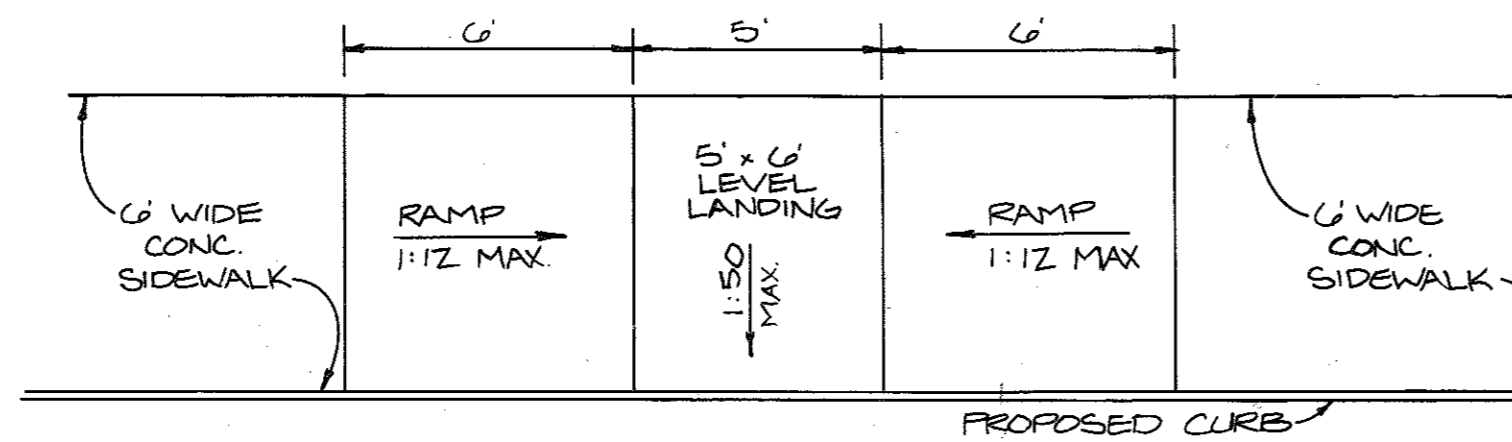 6' 5' 6'
6' WIDE
CONC.
SIDEWALK
RAMP
1:12 MAX.
5' x 6'
LEVEL
LANDING
1:50
MAX.
RAMP
1:12 MAX
6' WIDE
CONC.
SIDEWALK
PROPOSED CURB